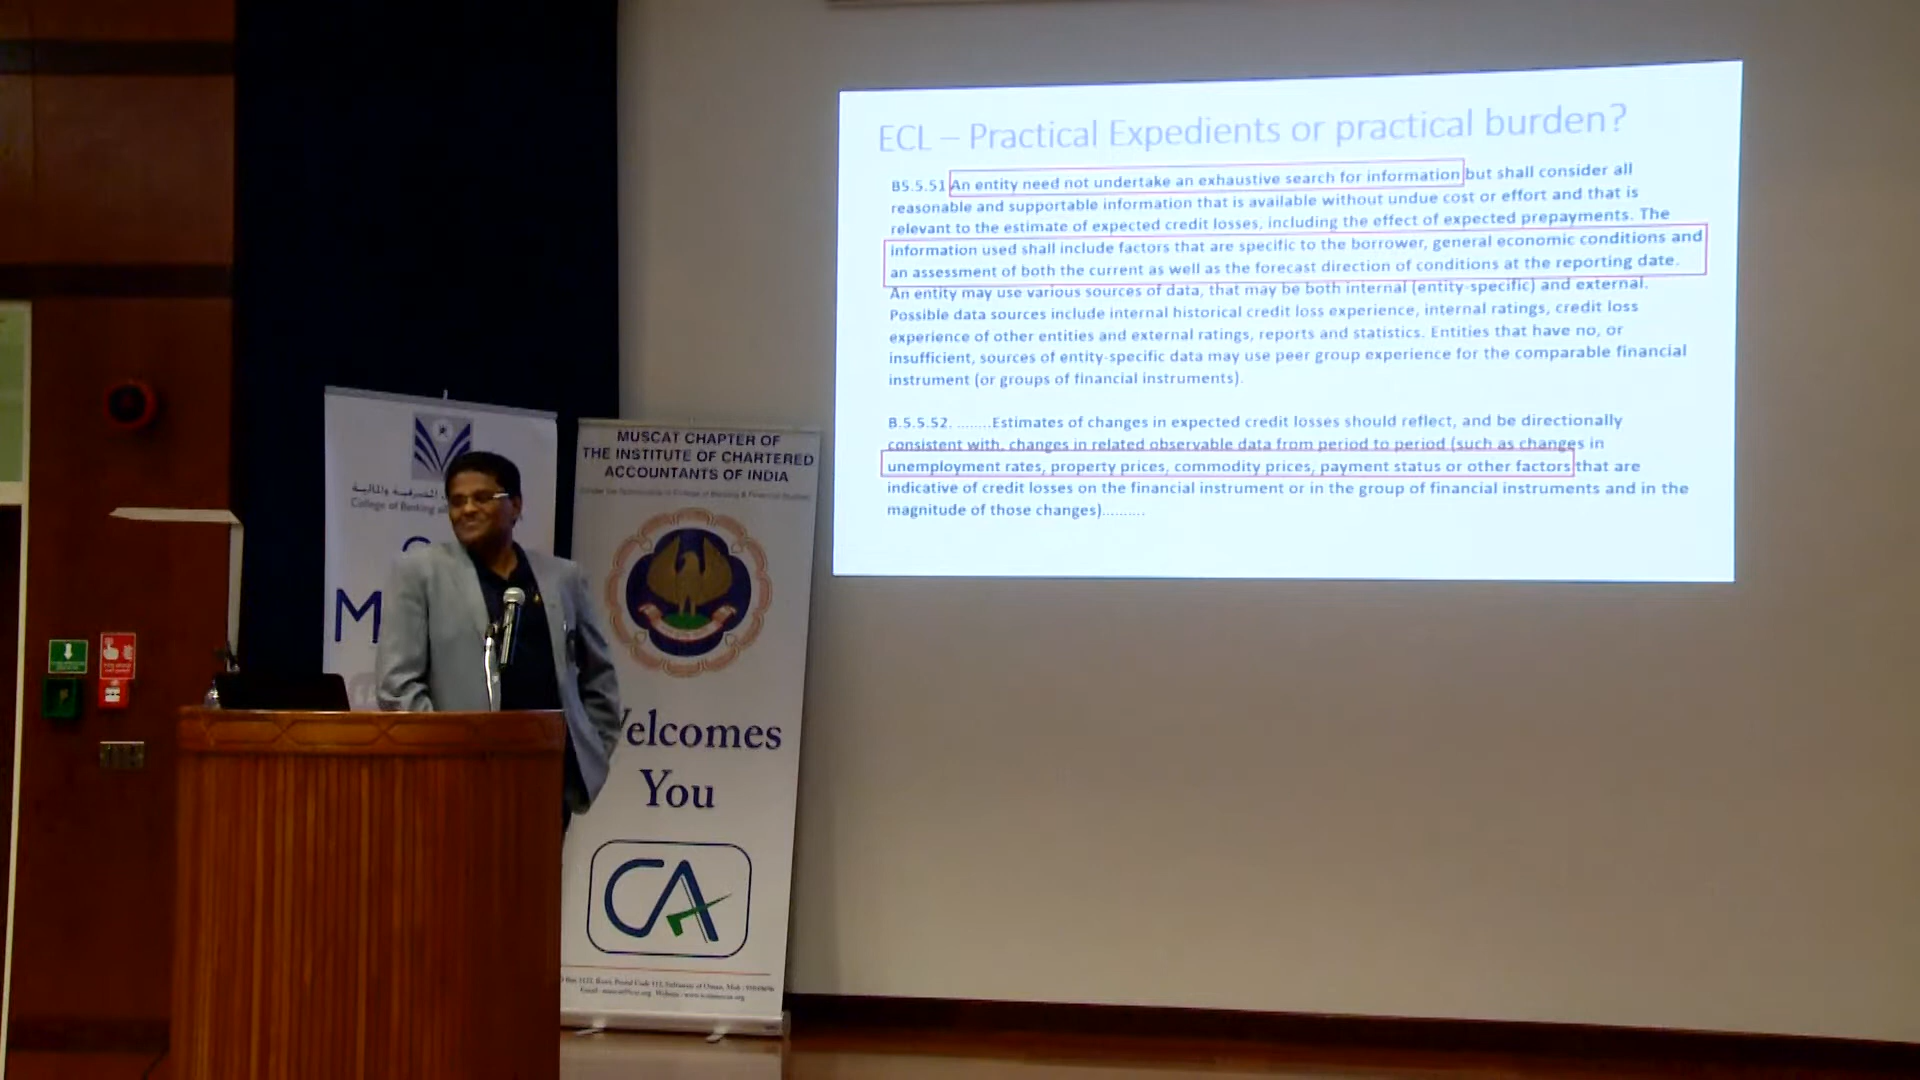 ECL – Practical Expedients or practical burden?
B5.5.51 An entity need not undertake an exhaustive search for information but shall consider all
reasonable and supportable information that is available without undue cost or effort and that is
relevant to the estimate of expected credit losses, including the effect of expected prepayments. The
information used shall include factors that are specific to the borrower, general economic conditions and
an assessment of both the current as well as the forecast direction of conditions at the reporting date.
An entity may use various sources of data, that may be both internal (entity-specific) and external.
Possible data sources include internal historical credit loss experience, internal ratings, credit loss
experience of other entities and external ratings, reports and statistics. Entities that have no, or
insufficient, sources of entity-specific data may use peer group experience for the comparable financial
instrument (or groups of financial instruments).
B.5.5.52. ........Estimates of changes in expected credit losses should reflect, and be directionally
consistent with, changes in related observable data from period to period (such as changes in
unemployment rates, property prices, commodity prices, payment status or other factors that are
indicative of credit losses on the financial instrument or in the group of financial instruments and in the
magnitude of those changes)..........
College of Banking
M
MUSCAT CHAPTER OF
THE INSTITUTE OF CHARTERED
ACCOUNTANTS OF INDIA
elcomes
You
CA